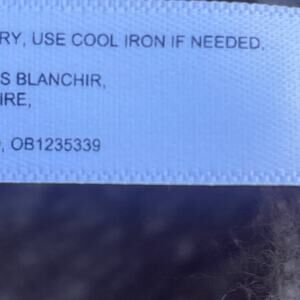 RY, USE COOL IRON IF NEEDED.
S BLANCHIR,
IRE,
, OB1235339